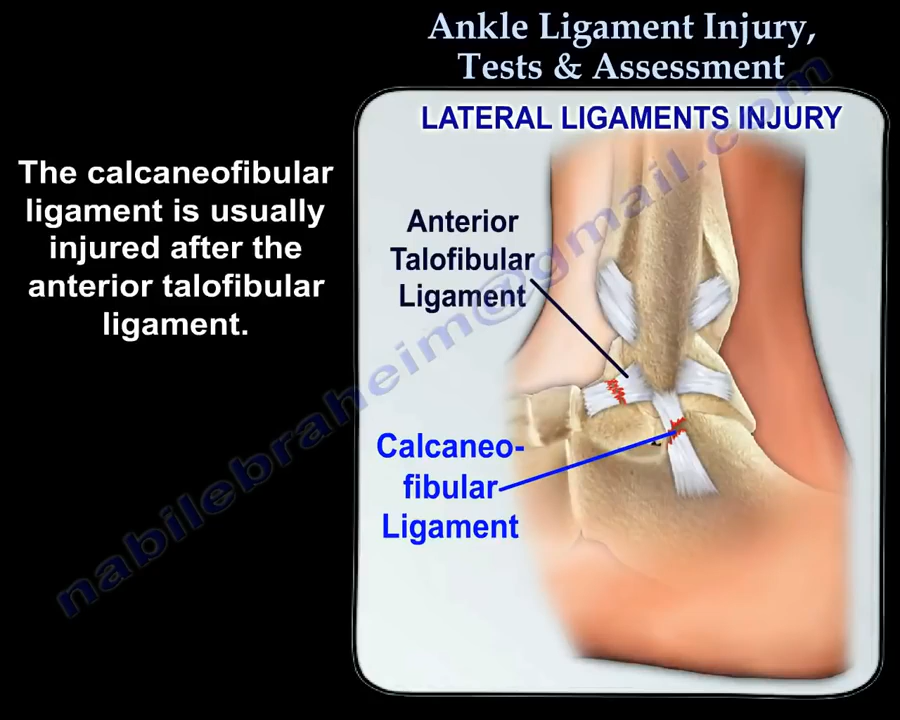 Ankle Ligament Injury,
Tests & Assessment
The calcaneofibular
ligament is usually
injured after the
anterior talofibular
ligament.
LATERAL LIGAMENTS INJURY
Anterior
Talofibular
Ligament
Calcaneo-
fibular
Ligament
nabilebraheim@gmail.com